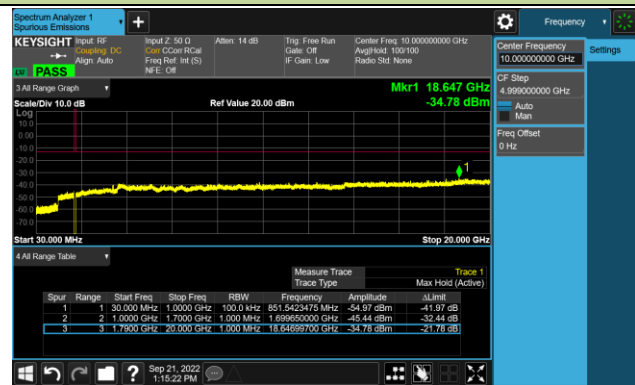 Spectrum Analyzer 1
Spurious Emissions
Frequency
KEYSIGHT Input: RF Input Z: 50 Ω Atten: 14 dB Trig: Free Run Center Freq: 10.000000000 GHz
Coupling: DC Corr CCorr RCal Gate: Off Avg|Hold: 100/100
Align: Auto Freq Ref: Int (S) IF Gain: Low Radio Std: None
NFE: Off
PASS
Center Frequency
10.000000000 GHz
Settings
CF Step
4.999000000 GHz
Auto
Man
Freq Offset
0 Hz
3 All Range Graph
Mkr1 18.647 GHz
Scale/Div 10.0 dB Ref Value 20.00 dBm -34.78 dBm
Log
10.0
0.00
-10.0
-20.0
-30.0
-40.0
-50.0
-60.0
-70.0
1
Start 30.000 MHz Stop 20.000 GHz
4 All Range Table
Measure Trace Trace 1
Trace Type Max Hold (Active)
Spur Range Start Freq Stop Freq RBW Frequency Amplitude ΔLimit
1 1 30.000 MHz 1.0000 GHz 100.0 kHz 851.5423475 MHz -54.97 dBm -41.97 dB
2 2 1.0000 GHz 1.7000 GHz 1.000 MHz 1.699650000 GHz -45.44 dBm -32.44 dB
3 3 1.7900 GHz 20.000 GHz 1.000 MHz 18.64699700 GHz -34.78 dBm -21.78 dB
Sep 21, 2022
1:15:22 PM